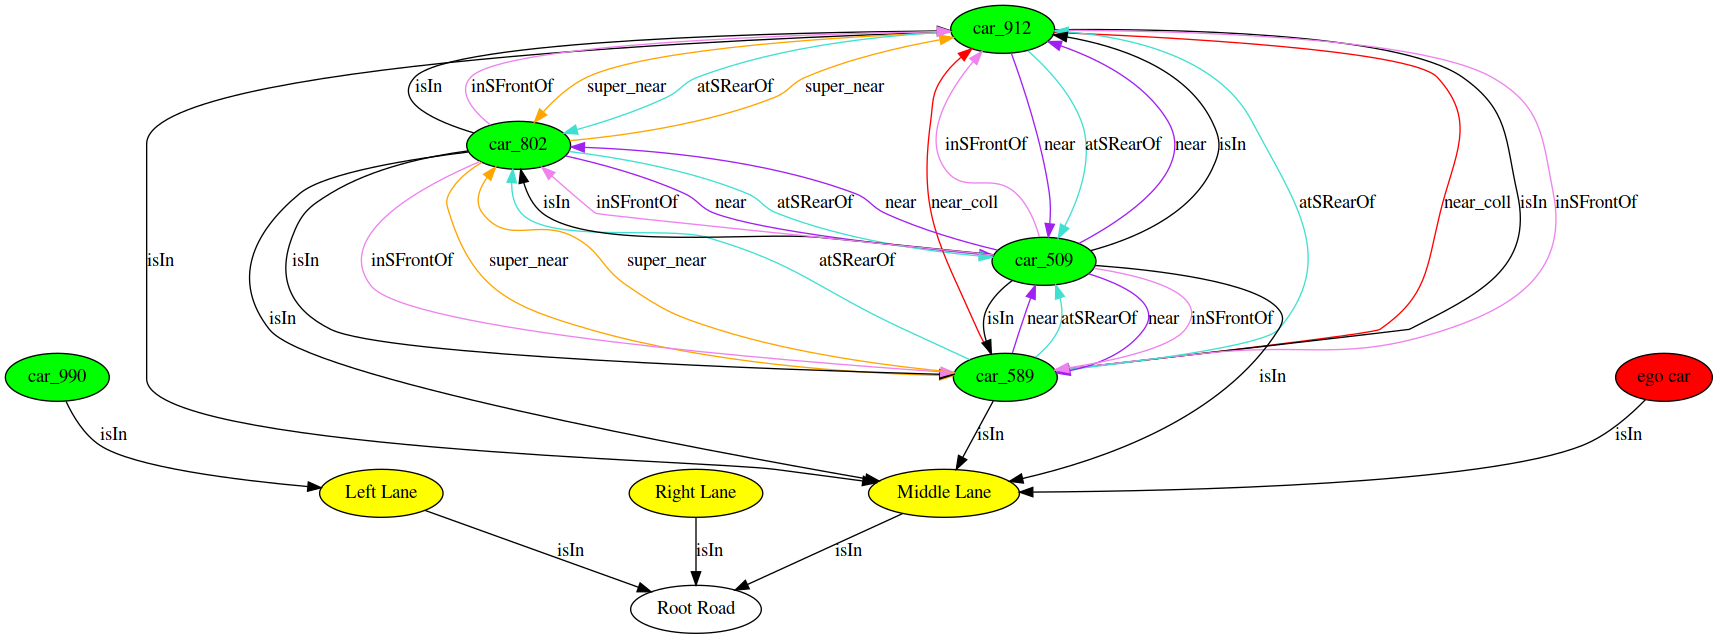 car_912
isIn inSFrontOf super_near atSRearOf super_near
car_802 inSFrontOf near atSRearOf near isIn
isIn inSFrontOf near atSRearOf near near_coll atSRearOf near_coll isIn inSFrontOf
isIn isIn inSFrontOf super_near super_near atSRearOf car_509
isIn isIn near atSRearOf near inSFrontOf
car_990 car_589 isIn ego car
isIn isIn isIn
Left Lane Right Lane Middle Lane
isIn isIn isIn
Root Road